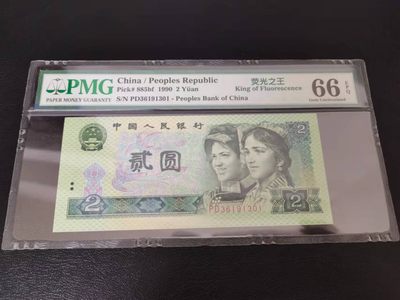 PMG
PAPER MONEY GUARANTY
China / Peoples Republic
Pick# 885bf 1990 2 Yüan
S/N PD36191301 - Peoples Bank of China
荧光之王
King of Fluorescence
66 EPQ
Gem Uncirculated
中国人民银行
贰圆
2
2
PD36191301